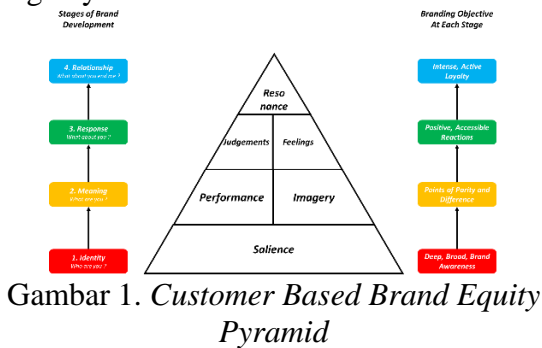 Stages of Brand
Development
Branding Objective
At Each Stage
4. Relationship
What about you and me ?
Intense, Active
Loyalty
Reso
nance
3. Response
What about you ?
Judgements
Feelings
Positive, Accessible
Reactions
2. Meaning
What are you ?
Performance
Imagery
Points of Parity and
Difference
1. Identity
Who are you ?
Salience
Deep, Broad, Brand
Awareness
Gambar 1. Customer Based Brand Equity
Pyramid